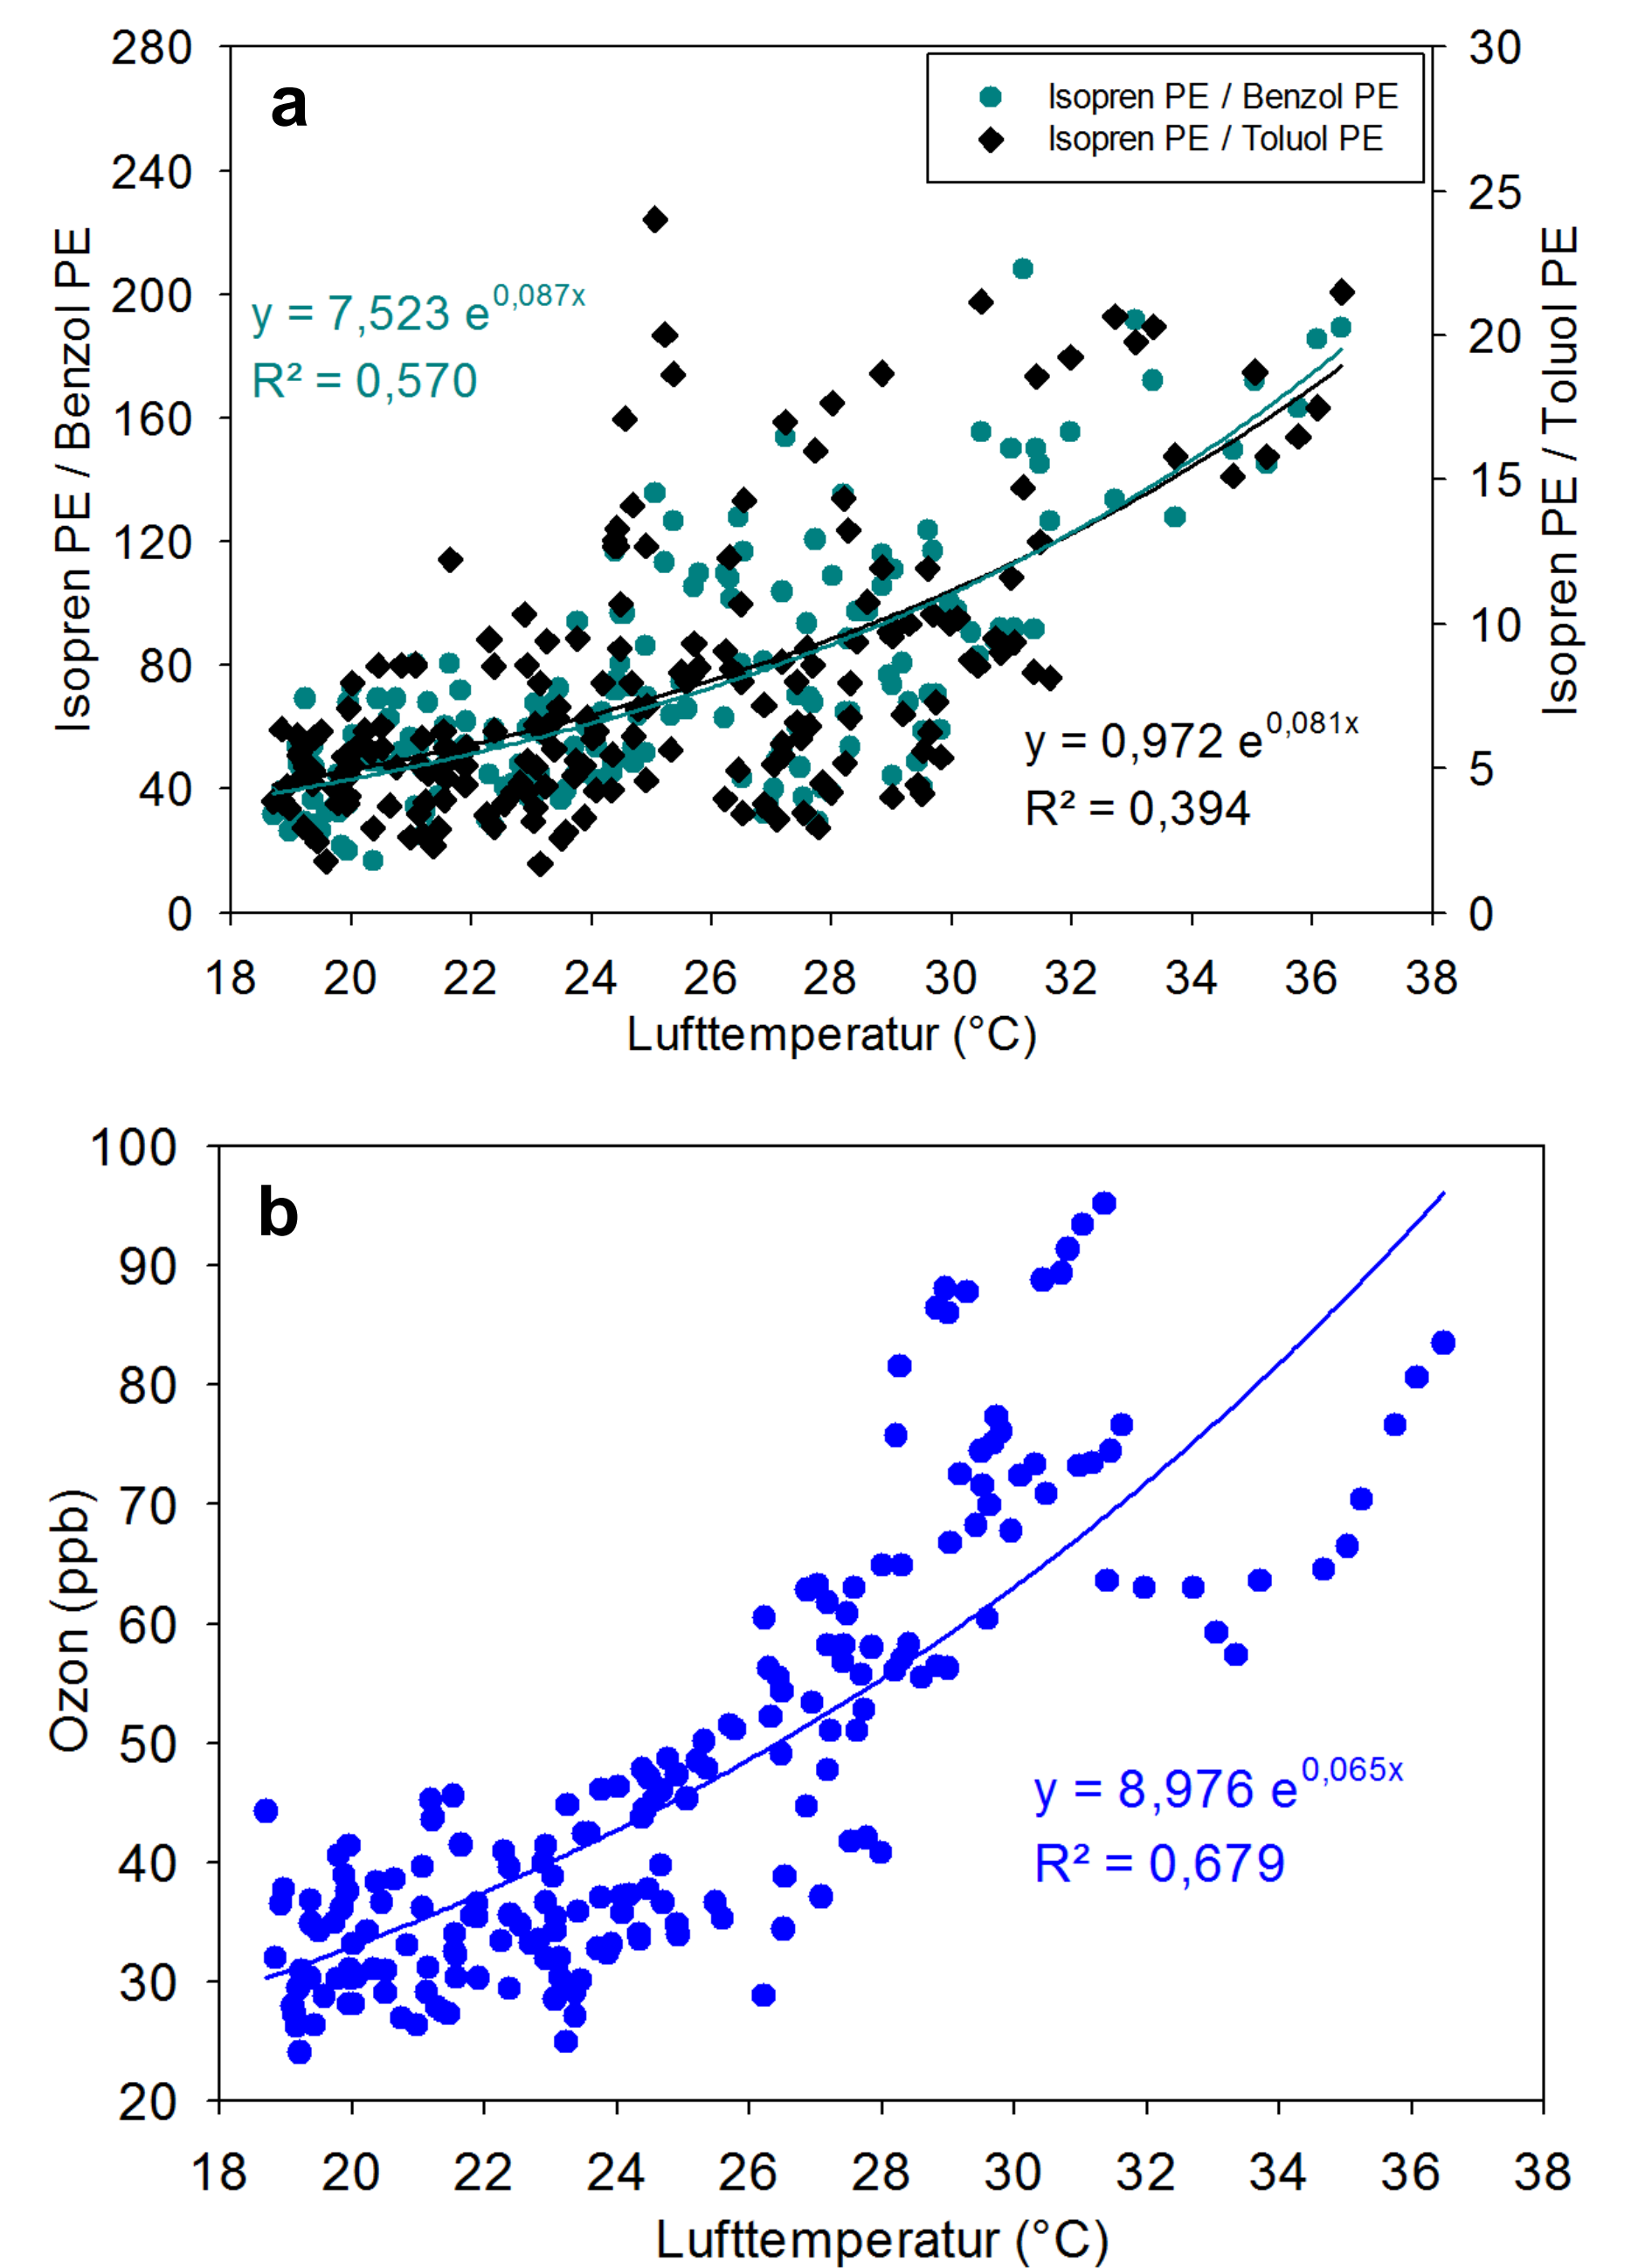 a
Isopren PE / Benzol PE
Isopren PE / Toluol PE
280
240
200
160
120
80
40
0
30
25
20
15
10
5
0
Isopren PE / Benzol PE
Isopren PE / Toluol PE
y = 7,523 e^0,087x
R² = 0,570
y = 0,972 e^0,081x
R² = 0,394
18 20 22 24 26 28 30 32 34 36 38
Lufttemperatur (°C)
b
100
90
80
70
60
50
40
30
20
Ozon (ppb)
y = 8,976 e^0,065x
R² = 0,679
18 20 22 24 26 28 30 32 34 36 38
Lufttemperatur (°C)